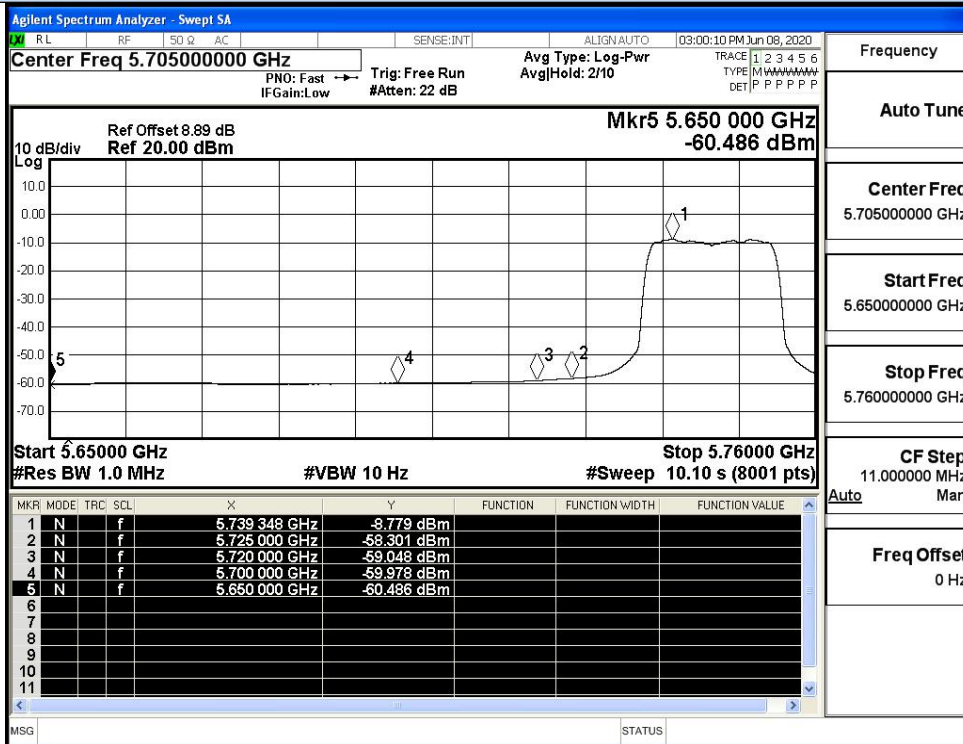 Agilent Spectrum Analyzer - Swept SA
LXI RL RF 50 Ω AC SENSE:INT ALIGNAUTO 03:00:10 PM Jun 08, 2020
Center Freq 5.705000000 GHz
PNO: Fast
IFGain:Low
Trig: Free Run
#Atten: 22 dB
Avg Type: Log-Pwr
Avg|Hold: 2/10
TRACE 1 2 3 4 5 6
TYPE M W W W W W
DET P P P P P P
Mkr5 5.650 000 GHz
-60.486 dBm
Ref Offset 8.89 dB
10 dB/div Ref 20.00 dBm
Log
10.0
0.00
-10.0
-20.0
-30.0
-40.0
-50.0
-60.0
-70.0
1
2
3
4
5
Start 5.65000 GHz Stop 5.76000 GHz
#Res BW 1.0 MHz #VBW 10 Hz #Sweep 10.10 s (8001 pts)
MKR MODE TRC SCL X Y FUNCTION FUNCTION WIDTH FUNCTION VALUE
1 N f 5.739 348 GHz -8.779 dBm
2 N f 5.725 000 GHz -58.301 dBm
3 N f 5.720 000 GHz -59.048 dBm
4 N f 5.700 000 GHz -59.978 dBm
5 N f 5.650 000 GHz -60.486 dBm
6
7
8
9
10
11
MSG STATUS
Frequency
Auto Tune
Center Freq
5.705000000 GHz
Start Freq
5.650000000 GHz
Stop Freq
5.760000000 GHz
CF Step
11.000000 MHz
Auto Man
Freq Offset
0 Hz